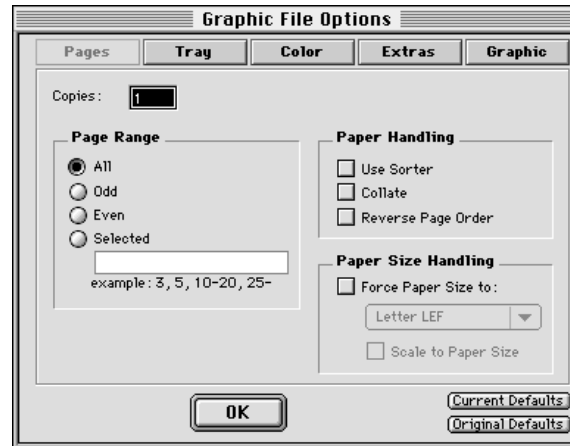 Graphic File Options
Pages Tray Color Extras Graphic
Copies: 1
Page Range
All
Odd
Even
Selected
example: 3, 5, 10-20, 25-
Paper Handling
Use Sorter
Collate
Reverse Page Order
Paper Size Handling
Force Paper Size to:
Letter LEF
Scale to Paper Size
OK
Current Defaults
Original Defaults